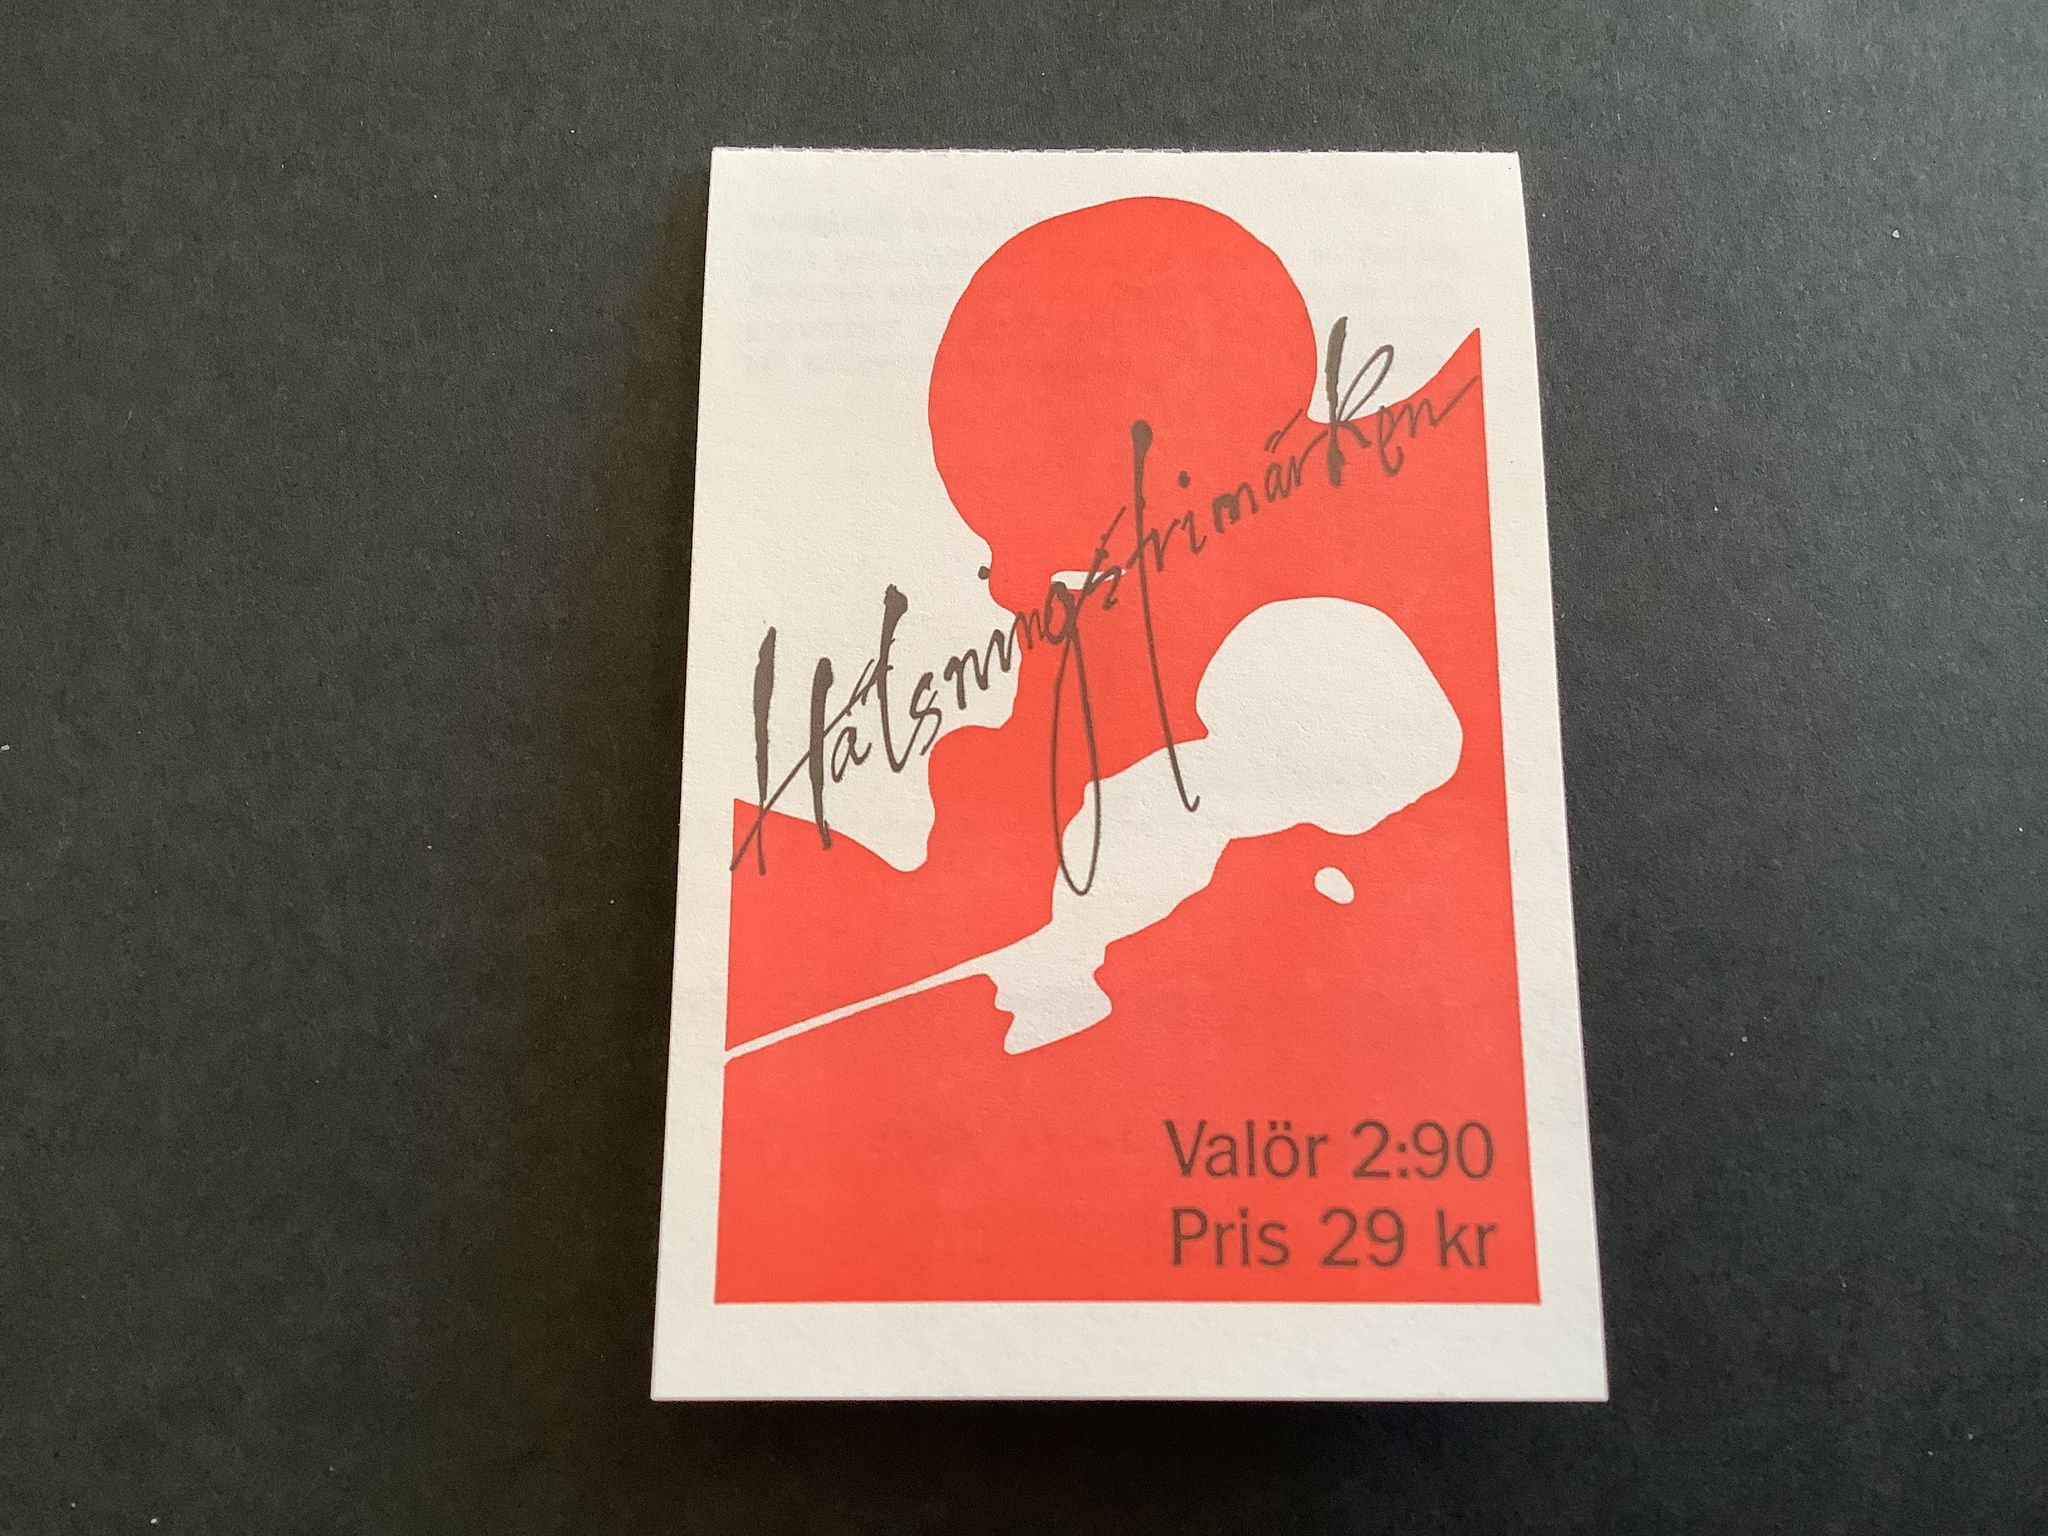 Hälsningsfrimärken
Valör 2:90
Pris 29 kr